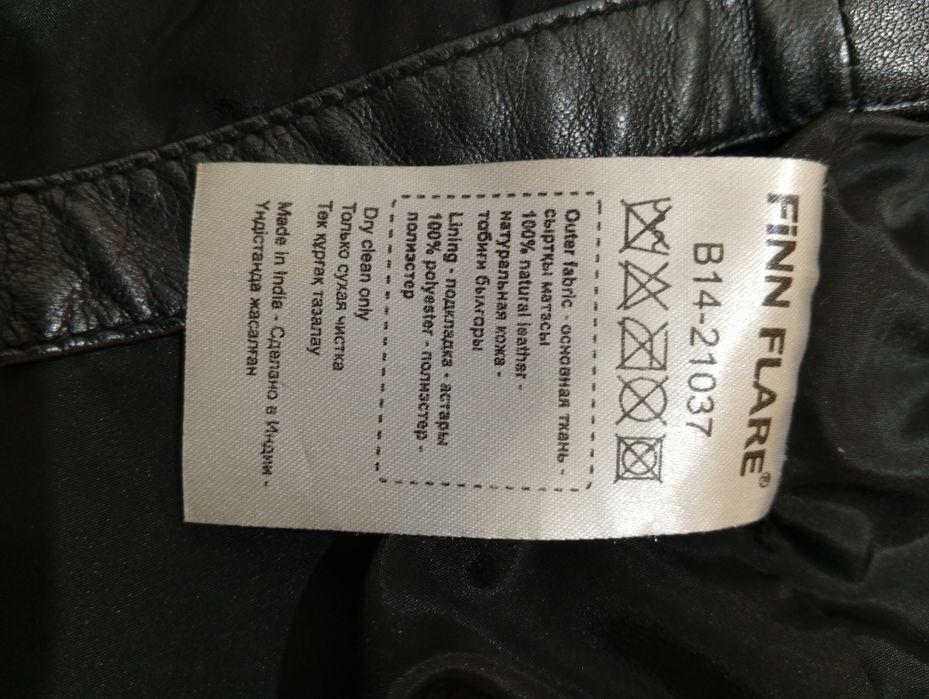 FiNN FLARE®
B14-21037
Outer fabric - основная ткань -
сыртқы матасы
100% natural leather -
натуральная кожа -
табиғи былғары
Lining - подкладка - астары
100% polyester - полиэстер -
полиэстер
Dry clean only
Только сухая чистка
Тек құрғақ тазалау
Made in India - Сделано в Индии -
Үндістанда жасалған